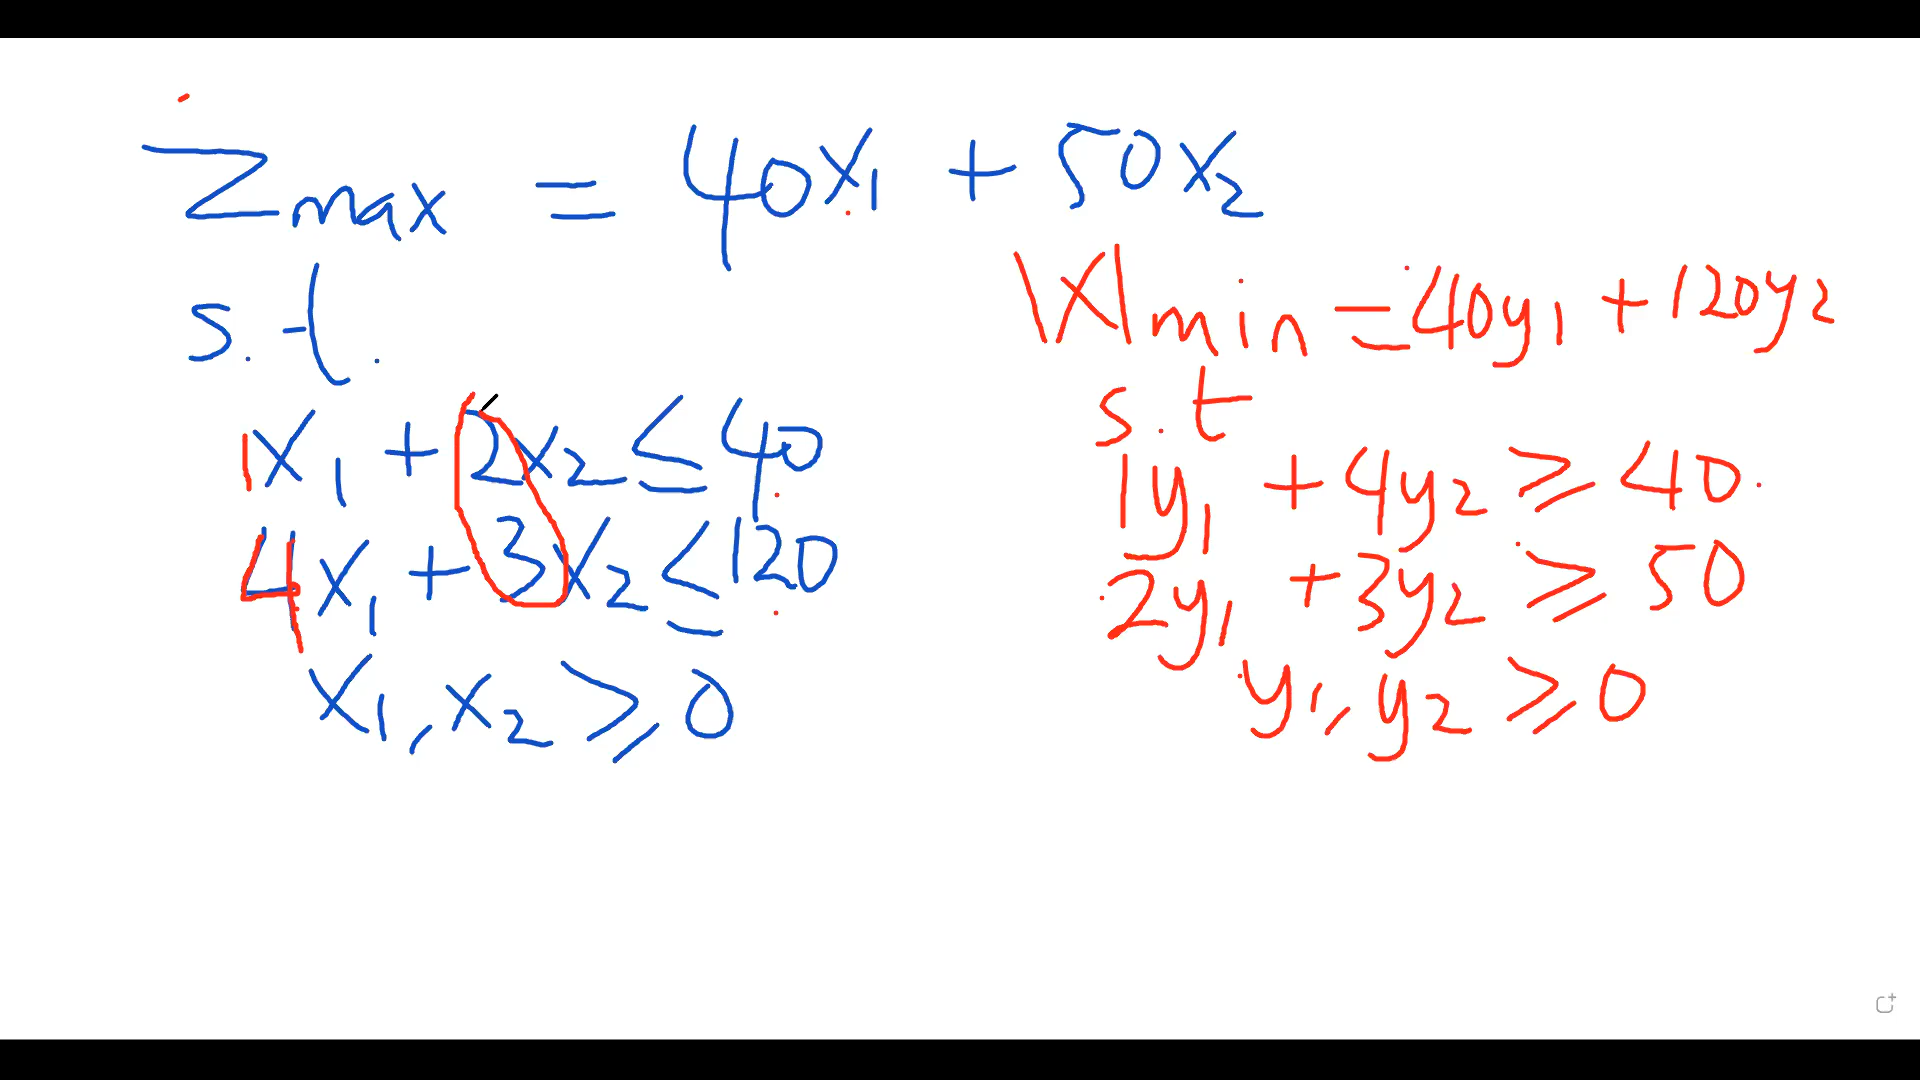 Zmax = 40x₁ + 50x₂
s.t.
1x₁ + 2x₂ ≤ 40
4x₁ + 3x₂ ≤ 120
x₁, x₂ ≥ 0
Wmin = 40y₁ + 120y₂
s.t
1y₁ + 4y₂ ≥ 40
2y₁ + 3y₂ ≥ 50
y₁, y₂ ≥ 0